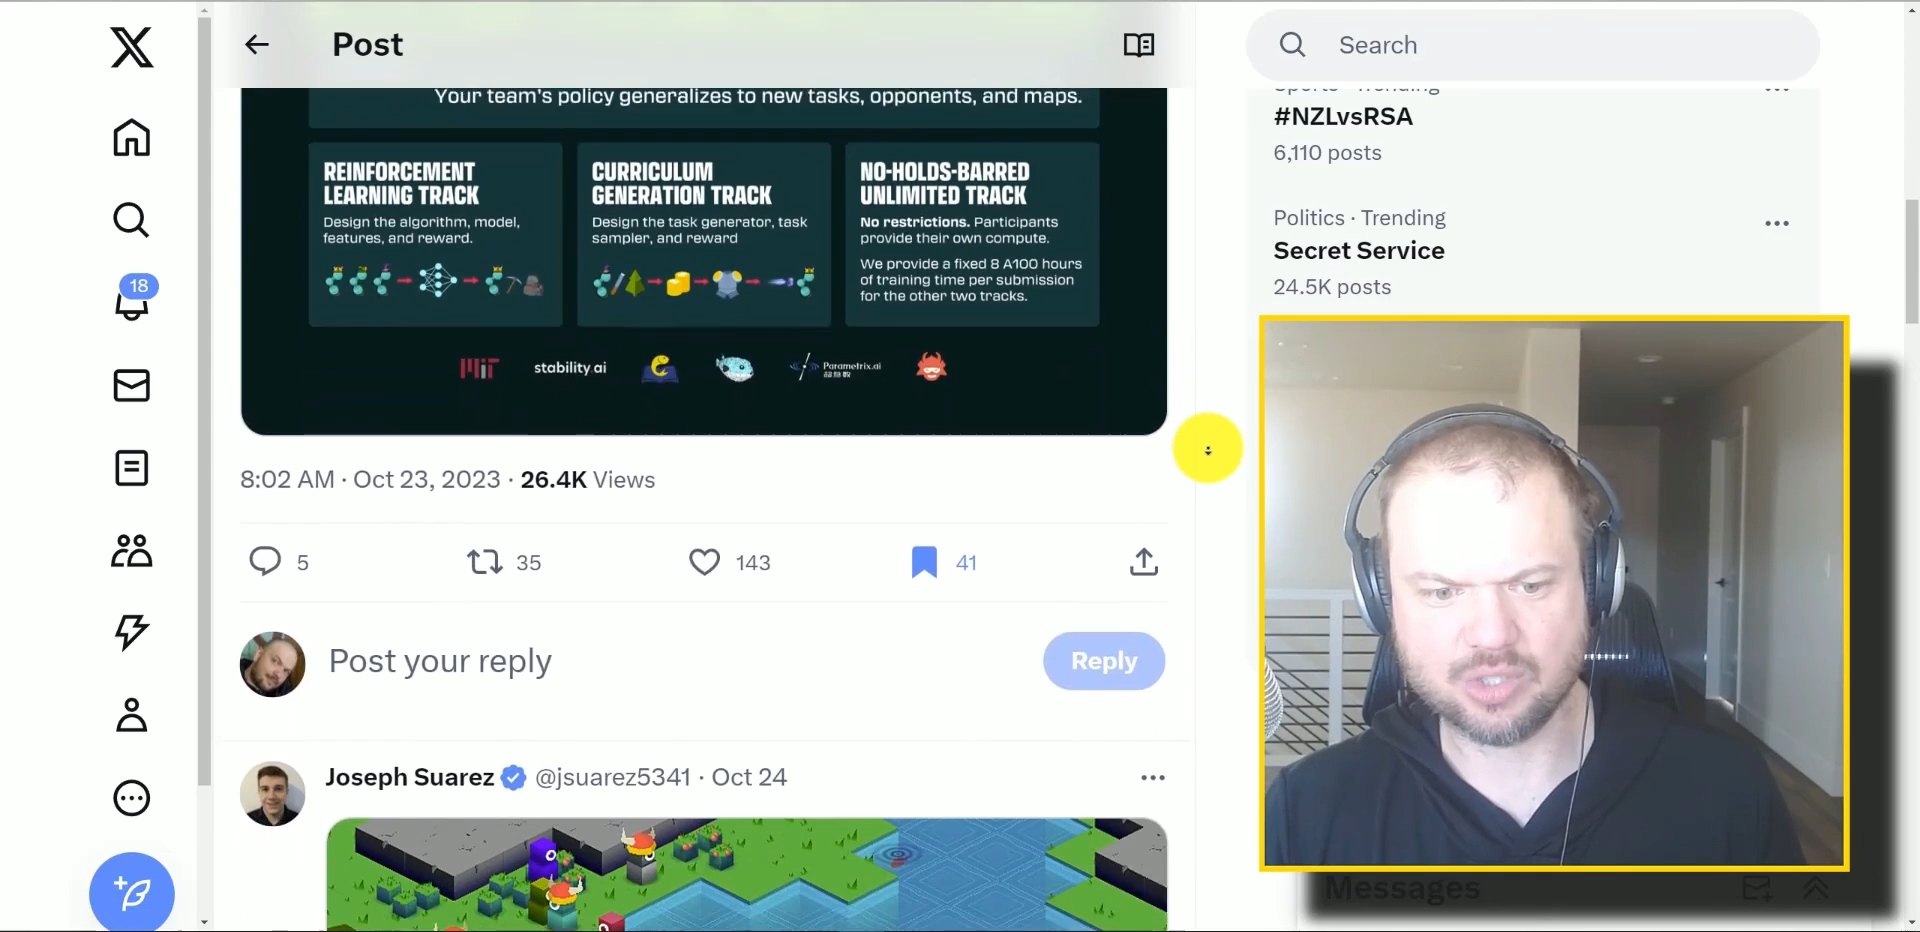 Post
Search
Your team's policy generalizes to new tasks, opponents, and maps.
REINFORCEMENT
LEARNING TRACK
Design the algorithm, model,
features, and reward.
CURRICULUM
GENERATION TRACK
Design the task generator, task
sampler, and reward
NO-HOLDS-BARRED
UNLIMITED TRACK
No restrictions. Participants
provide their own compute.
We provide a fixed 8 A100 hours
of training time per submission
for the other two tracks.
MIT
stability.ai
Parametrix.ai
8:02 AM · Oct 23, 2023 · 26.4K Views
5
35
143
41
Post your reply
Reply
Joseph Suarez @jsuarez5341 · Oct 24
18
Sports · Trending
#NZLvsRSA
6,110 posts
Politics · Trending
Secret Service
24.5K posts
Messages